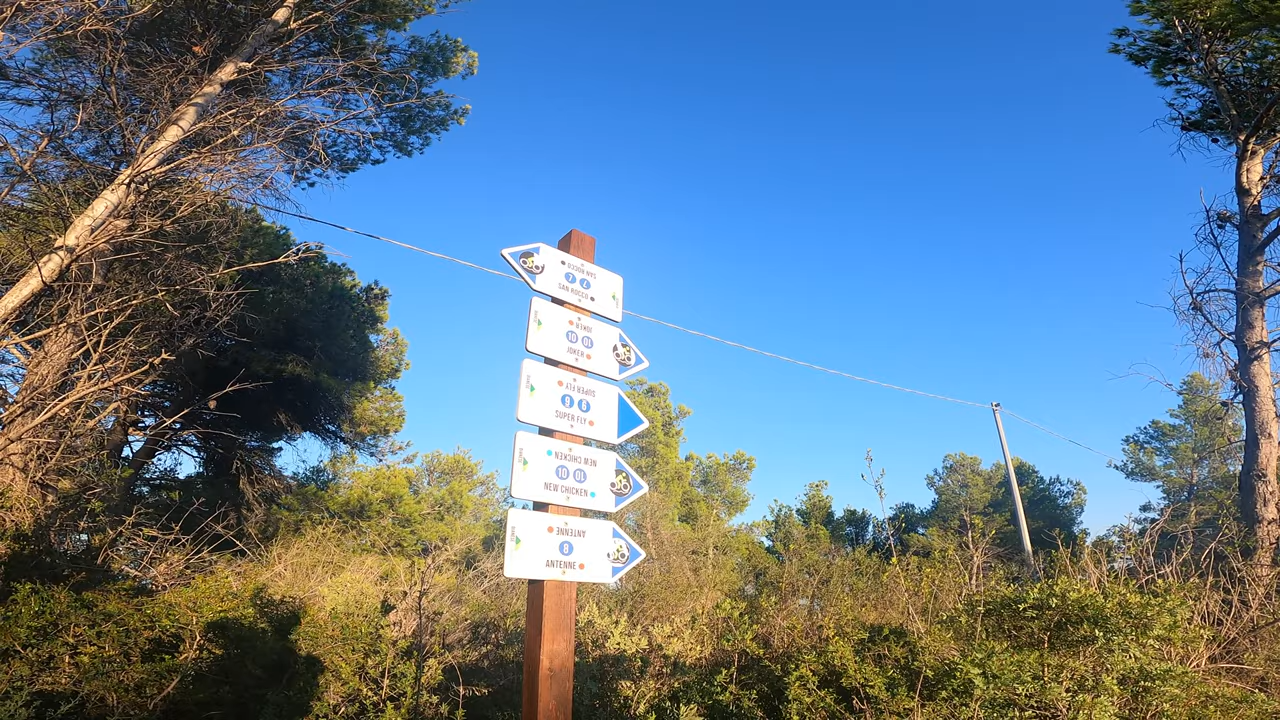 SAN ROCCO
7 7
SAN ROCCO
JOKER
10 10
JOKER
SUPER FLY
9 9
SUPER FLY
NEW CHICKEN
10 10
NEW CHICKEN
ANTENNE
8
ANTENNE